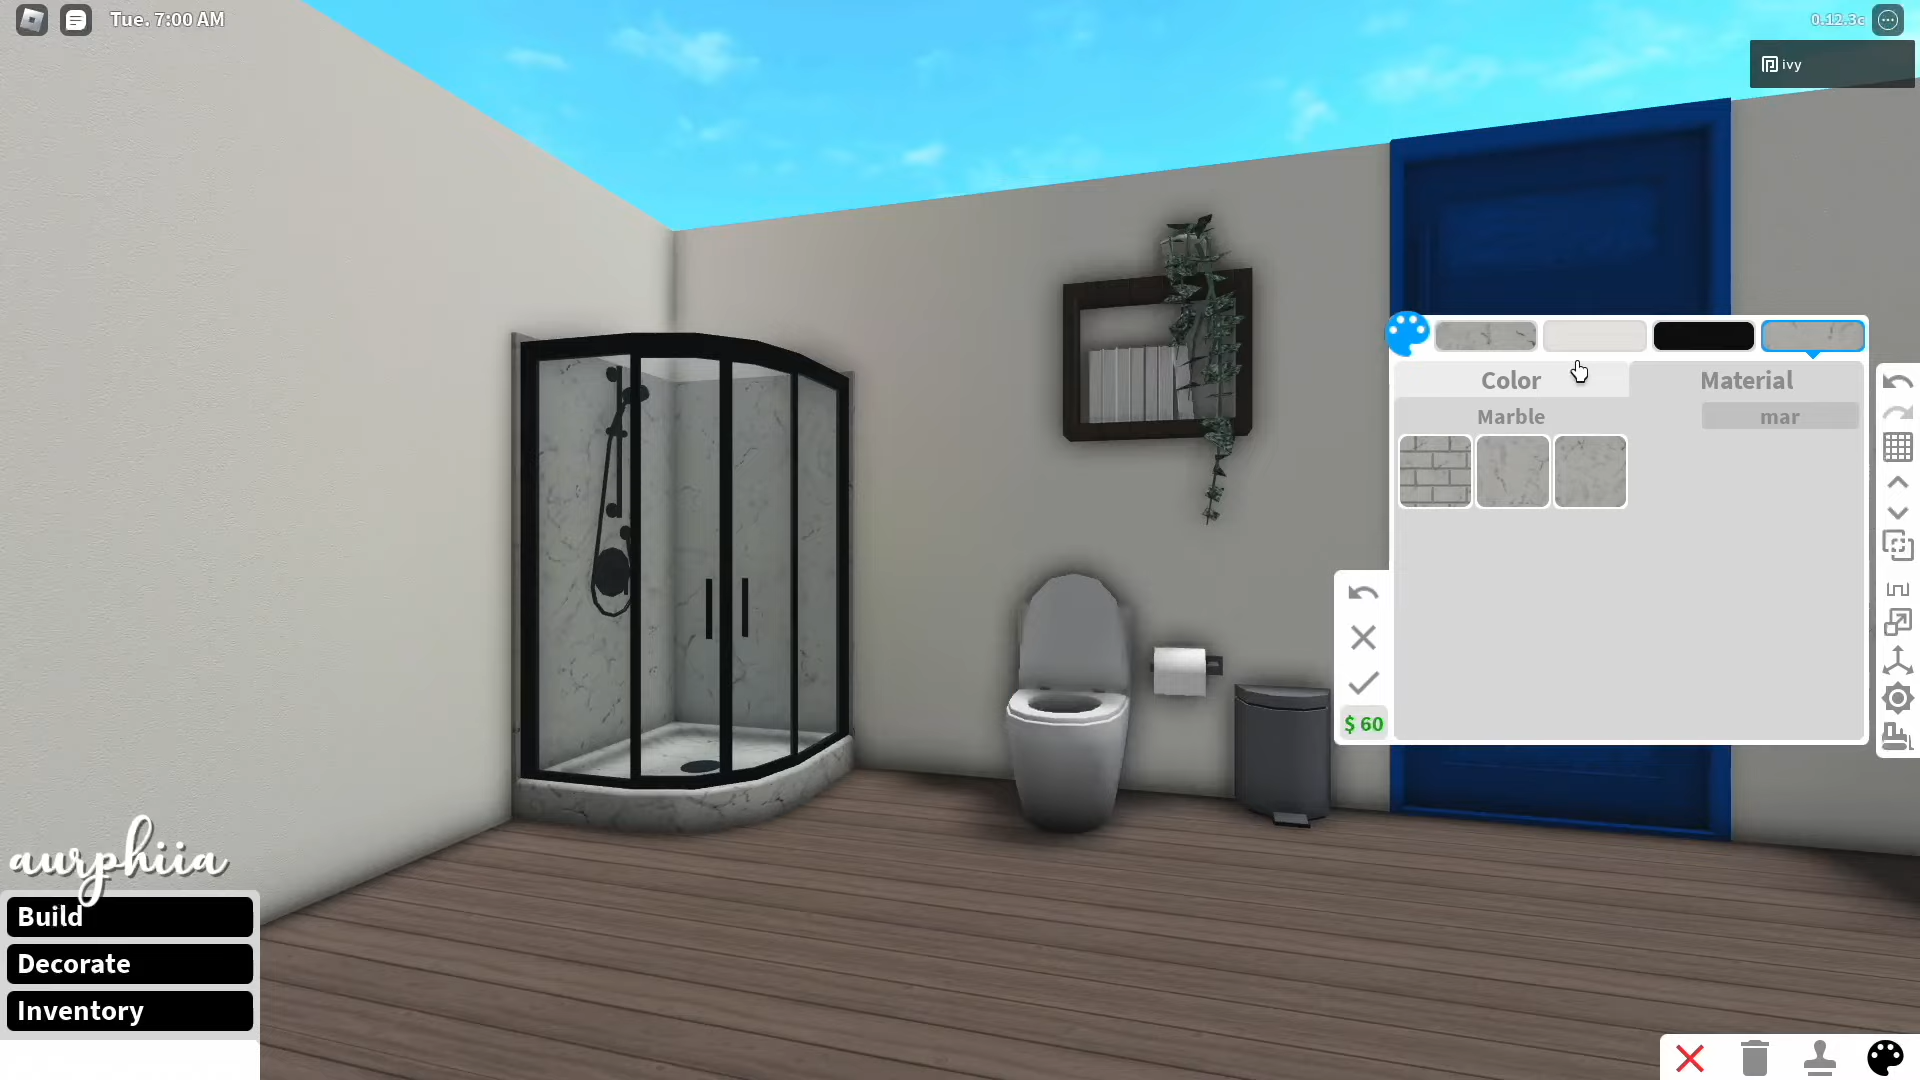 Tue. 7:00 AM
0.12.3c
ivy
Color
Material
Marble
mar
$ 60
aurphiia
Build
Decorate
Inventory